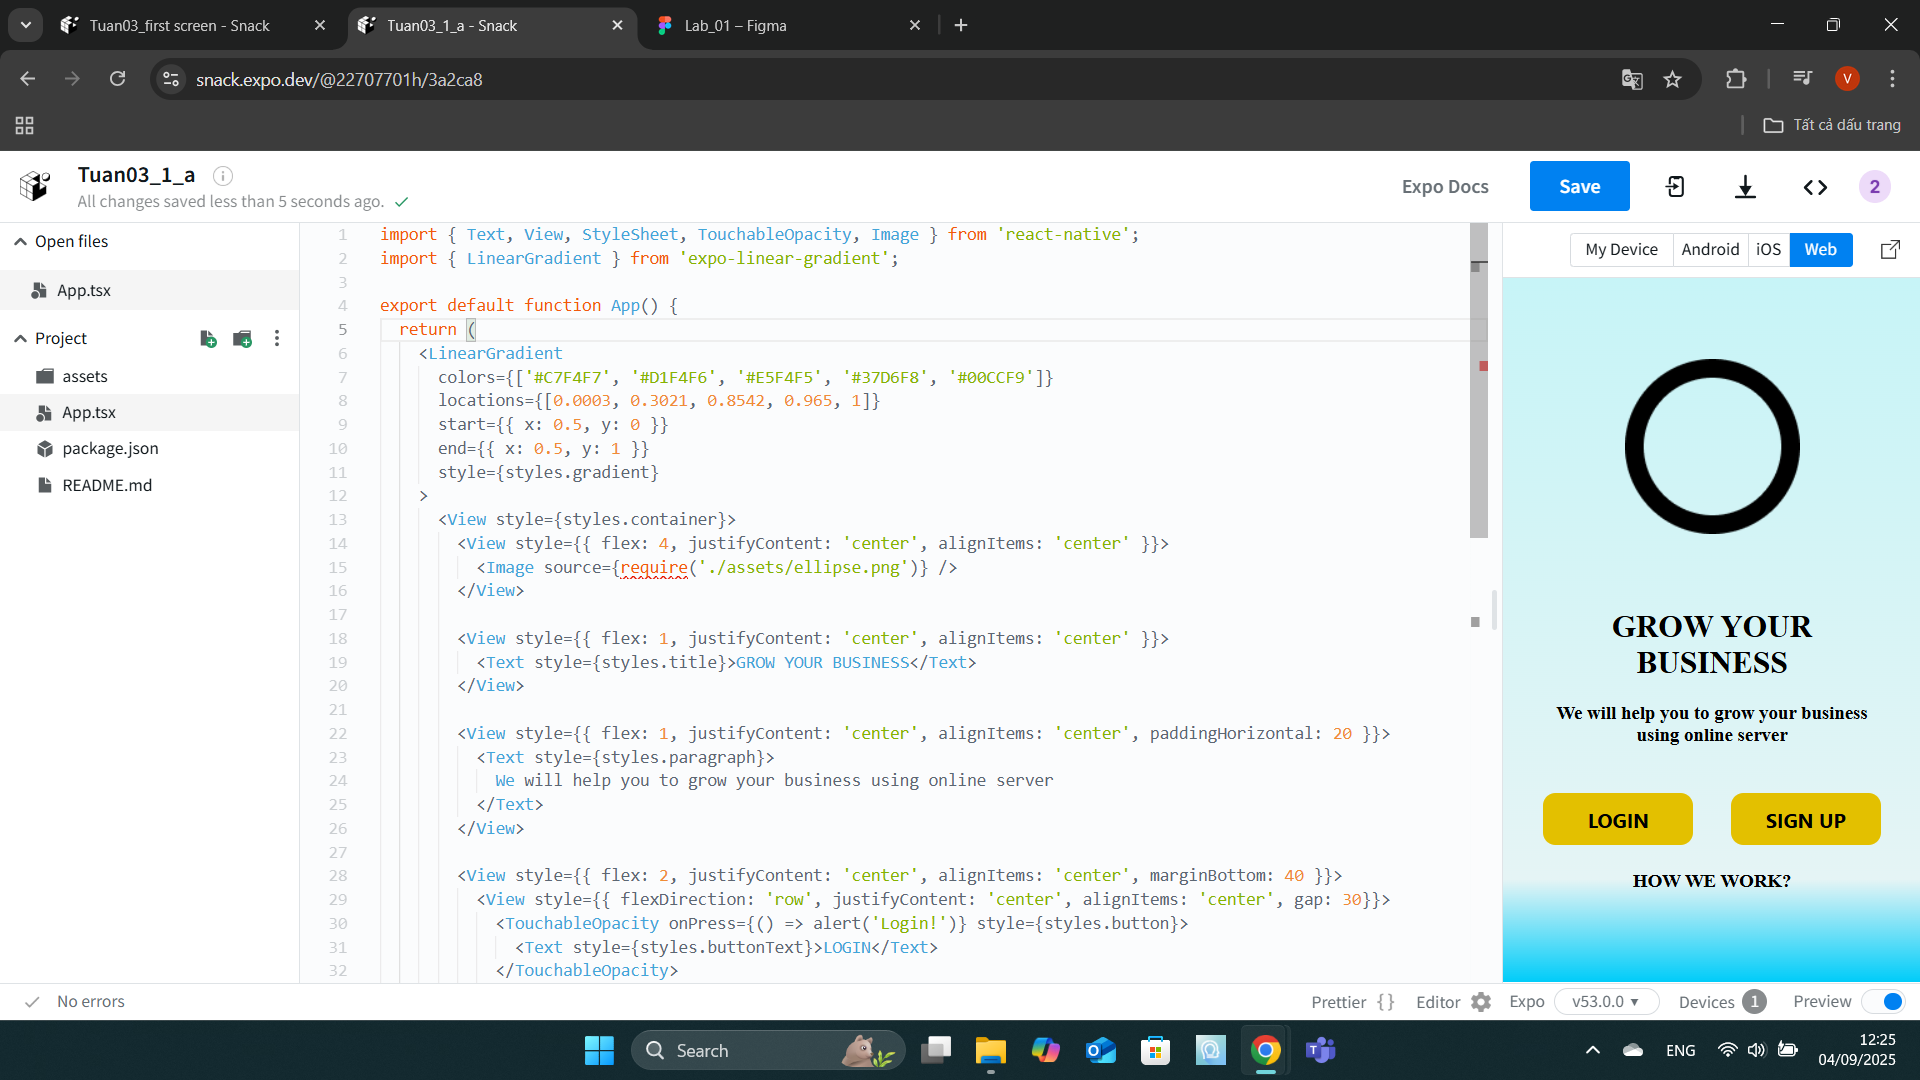 Tuan03_first screen - Snack
Tuan03_1_a - Snack
Lab_01 – Figma
snack.expo.dev/@22707701h/3a2ca8
V
Tất cả dấu trang
Tuan03_1_a
All changes saved less than 5 seconds ago.
Expo Docs
Save
2
Open files
App.tsx
Project
assets
App.tsx
package.json
README.md
1 import { Text, View, StyleSheet, TouchableOpacity, Image } from 'react-native';
2 import { LinearGradient } from 'expo-linear-gradient';
3
4 export default function App() {
5 return (
6 <LinearGradient
7 colors={['#C7F4F7', '#D1F4F6', '#E5F4F5', '#37D6F8', '#00CCF9']}
8 locations={[0.0003, 0.3021, 0.8542, 0.965, 1]}
9 start={{ x: 0.5, y: 0 }}
10 end={{ x: 0.5, y: 1 }}
11 style={styles.gradient}
12 >
13 <View style={styles.container}>
14 <View style={{ flex: 4, justifyContent: 'center', alignItems: 'center' }}>
15 <Image source={require('./assets/ellipse.png')} />
16 </View>
17
18 <View style={{ flex: 1, justifyContent: 'center', alignItems: 'center' }}>
19 <Text style={styles.title}>GROW YOUR BUSINESS</Text>
20 </View>
21
22 <View style={{ flex: 1, justifyContent: 'center', alignItems: 'center', paddingHorizontal: 20 }}>
23 <Text style={styles.paragraph}>
24 We will help you to grow your business using online server
25 </Text>
26 </View>
27
28 <View style={{ flex: 2, justifyContent: 'center', alignItems: 'center', marginBottom: 40 }}>
29 <View style={{ flexDirection: 'row', justifyContent: 'center', alignItems: 'center', gap: 30}}>
30 <TouchableOpacity onPress={() => alert('Login!')} style={styles.button}>
31 <Text style={styles.buttonText}>LOGIN</Text>
32 </TouchableOpacity>
My Device
Android
iOS
Web
GROW YOUR
BUSINESS
We will help you to grow your business
using online server
LOGIN
SIGN UP
HOW WE WORK?
No errors
Prettier {}
Editor
Expo
v53.0.0
Devices 1
Preview
Search
ENG
12:25
04/09/2025